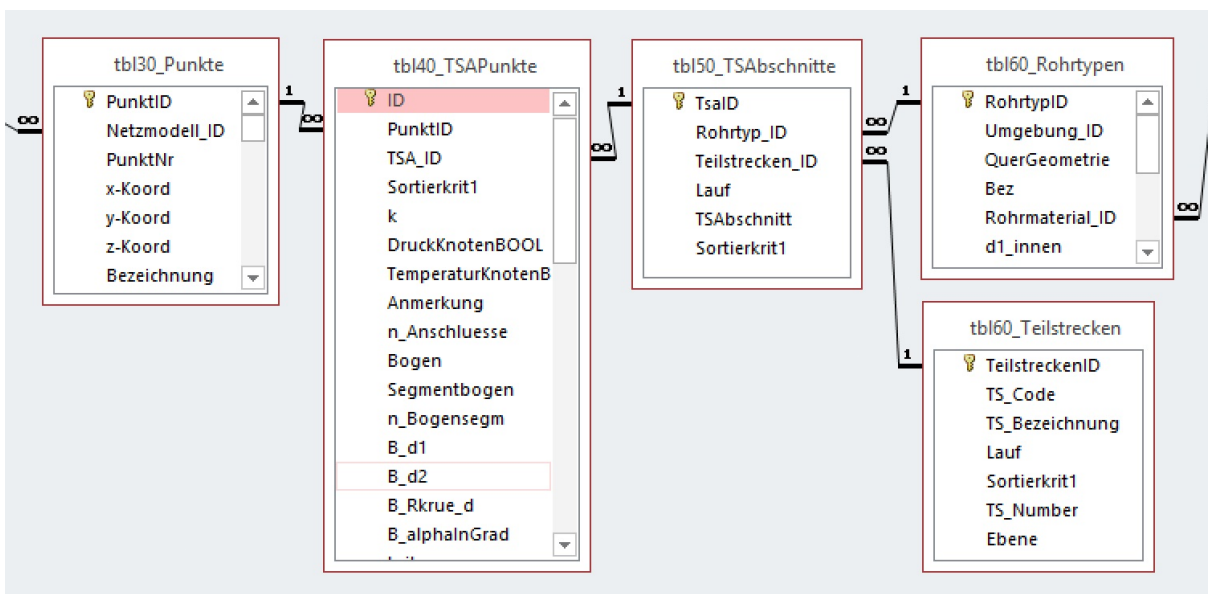 tbl30_Punkte
PunktID
Netzmodell_ID
PunktNr
x-Koord
y-Koord
z-Koord
Bezeichnung
∞
1
∞
tbl40_TSAPunkte
ID
PunktID
TSA_ID
Sortierkrit1
k
DruckKnotenBOOL
TemperaturKnotenB
Anmerkung
n_Anschluesse
Bogen
Segmentbogen
n_Bogensegm
B_d1
B_d2
B_Rkrue_d
B_alphaInGrad
∞
1
tbl50_TSAbschnitte
TsaID
Rohrtyp_ID
Teilstrecken_ID
Lauf
TSAbschnitt
Sortierkrit1
∞
∞
1
1
tbl60_Rohrtypen
RohrtypID
Umgebung_ID
QuerGeometrie
Bez
Rohrmaterial_ID
d1_innen
∞
tbl60_Teilstrecken
TeilstreckenID
TS_Code
TS_Bezeichnung
Lauf
Sortierkrit1
TS_Number
Ebene